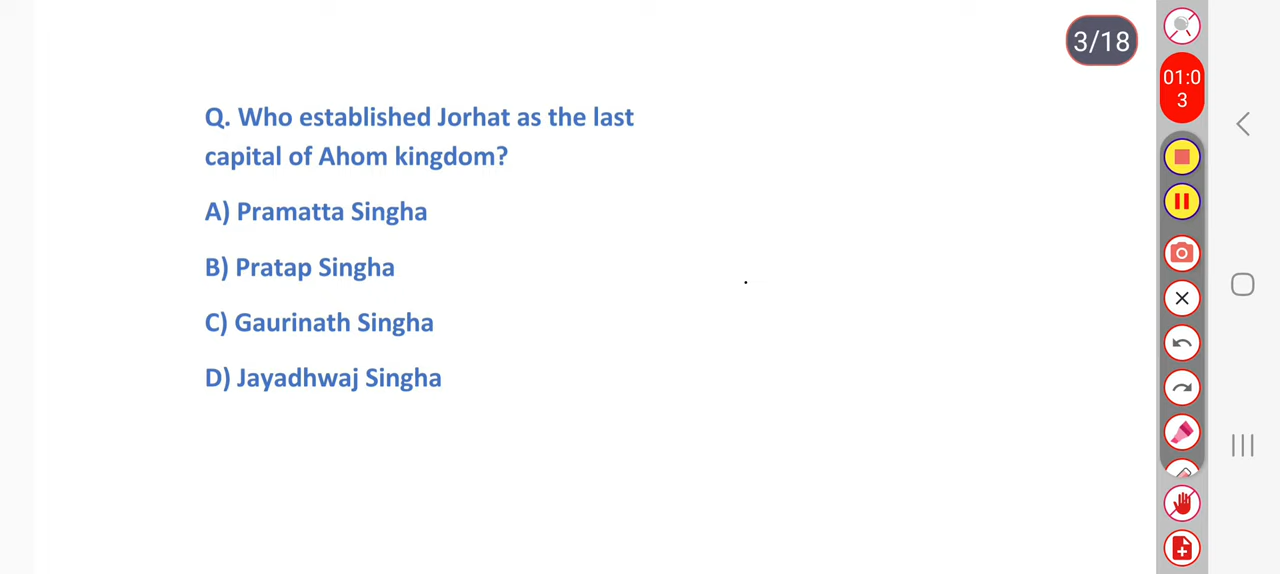 3/18
01:0
3
Q. Who established Jorhat as the last
capital of Ahom kingdom?
A) Pramatta Singha
B) Pratap Singha
C) Gaurinath Singha
D) Jayadhwaj Singha